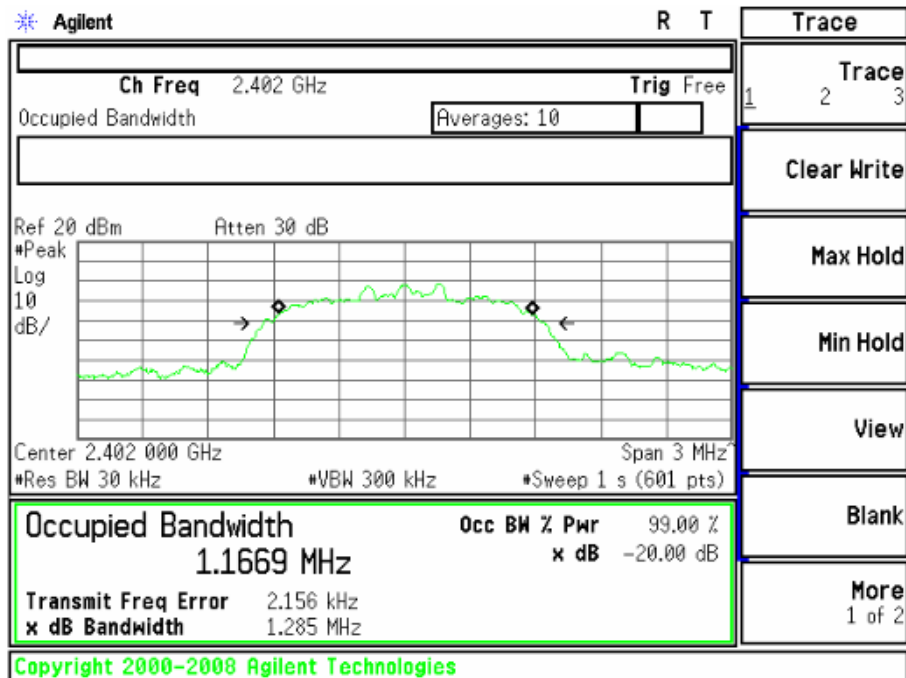 Agilent R T
Ch Freq 2.402 GHz Trig Free
Occupied Bandwidth Averages: 10
Ref 20 dBm Atten 30 dB
#Peak
Log
10
dB/
Center 2.402 000 GHz Span 3 MHz^
#Res BW 30 kHz #VBW 300 kHz #Sweep 1 s (601 pts)
Occupied Bandwidth Occ BW % Pwr 99.00 %
1.1669 MHz x dB -20.00 dB
Transmit Freq Error 2.156 kHz
x dB Bandwidth 1.285 MHz
Copyright 2000-2008 Agilent Technologies
Trace
Trace
1 2 3
Clear Write
Max Hold
Min Hold
View
Blank
More
1 of 2